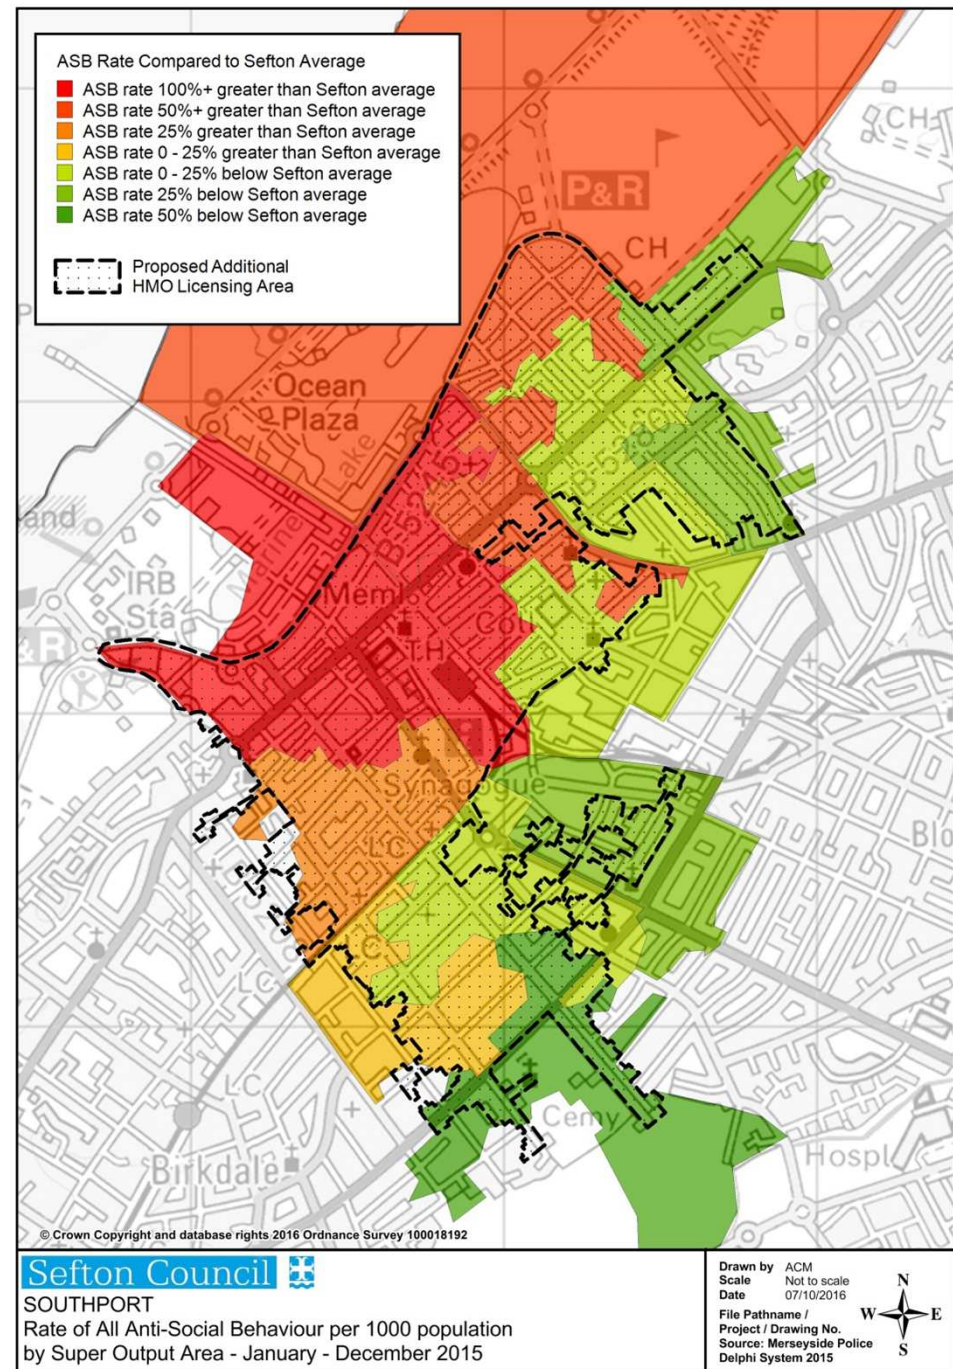 ASB Rate Compared to Sefton Average
ASB rate 100%+ greater than Sefton average
ASB rate 50%+ greater than Sefton average
ASB rate 25% greater than Sefton average
ASB rate 0 - 25% greater than Sefton average
ASB rate 0 - 25% below Sefton average
ASB rate 25% below Sefton average
ASB rate 50% below Sefton average
Proposed Additional
HMO Licensing Area
CH
P&R
CH
Ocean
Plaza
Lake
Marine
IRB
Sta
Meml
TH
Synagogue
LC
LC
LC
LC
Cemy
Hospl
Birkdale
© Crown Copyright and database rights 2016 Ordnance Survey 100018192
Sefton Council
SOUTHPORT
Rate of All Anti-Social Behaviour per 1000 population
by Super Output Area - January - December 2015
Drawn by ACM
Scale Not to scale
Date 07/10/2016
File Pathname /
Project / Drawing No.
Source: Merseyside Police
Delphi System 2015
N
W E
S